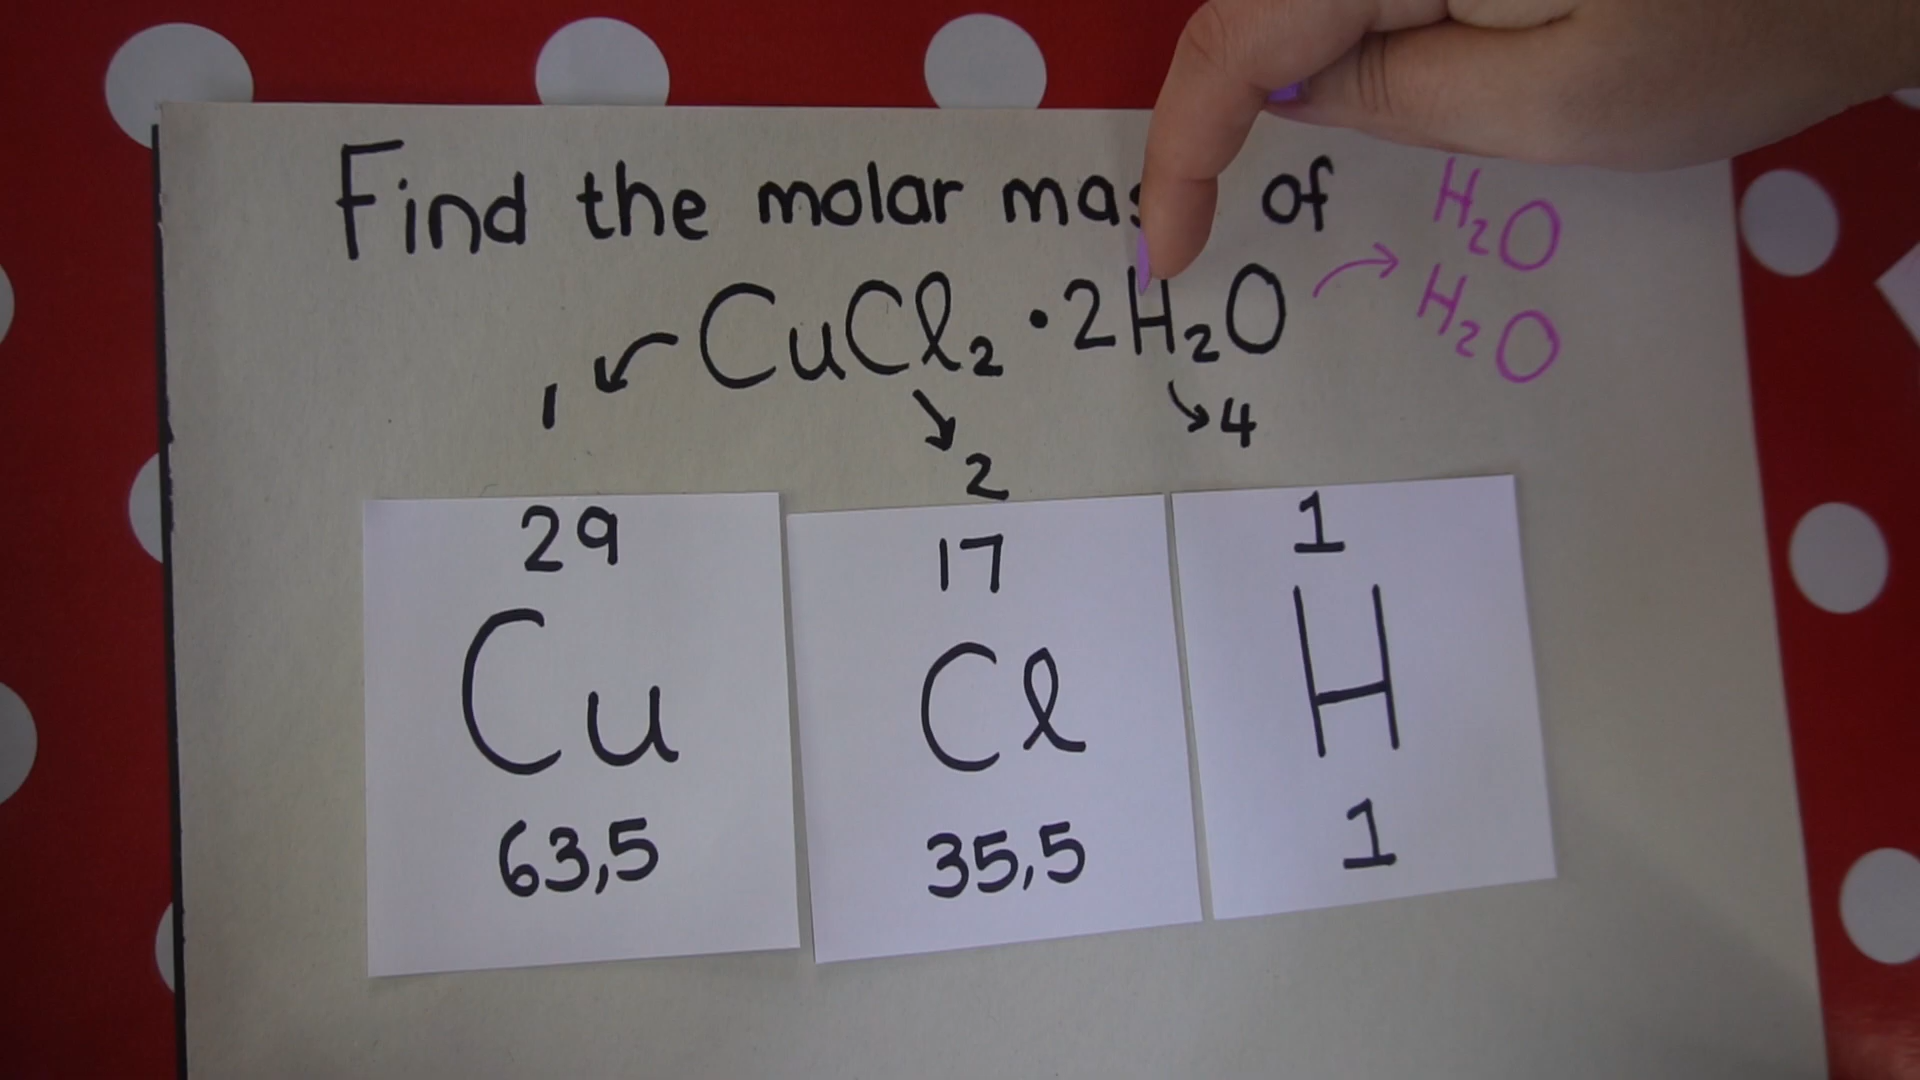 Find the molar of
H₂O
CuCl₂ · 2H₂O
H₂O
1
2
4
29
Cu
63,5
17
Cl
35,5
1
H
1